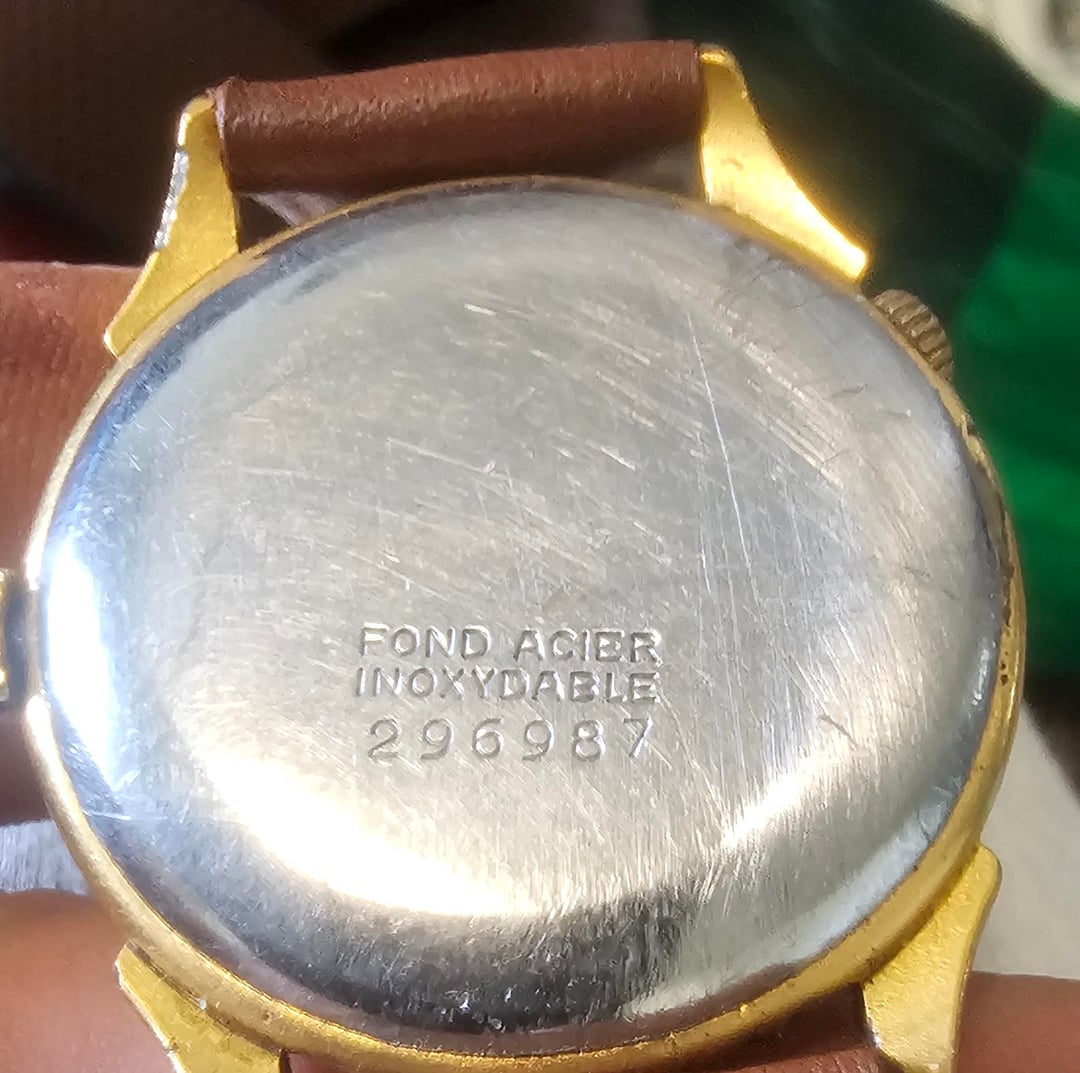 FOND ACIER
INOXYDABLE
296987